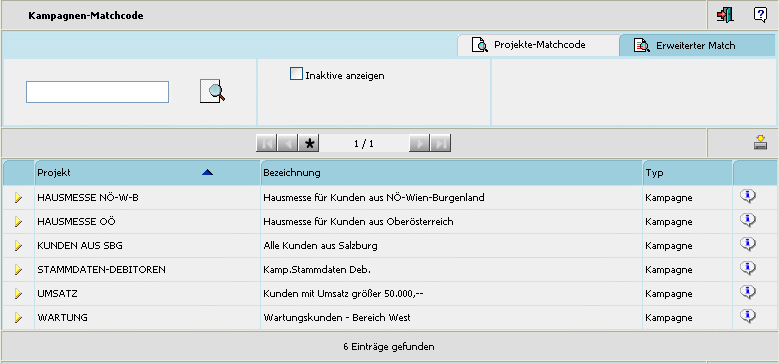 Kampagnen-Matchcode
Projekte-Matchcode Erweiterter Match
Inaktive anzeigen
1 / 1
Projekt Bezeichnung Typ
HAUSMESSE NÖ-W-B Hausmesse für Kunden aus NÖ-Wien-Burgenland Kampagne
HAUSMESSE OÖ Hausmesse für Kunden aus Oberösterreich Kampagne
KUNDEN AUS SBG Alle Kunden aus Salzburg Kampagne
STAMMDATEN-DEBITOREN Kamp.Stammdaten Deb. Kampagne
UMSATZ Kunden mit Umsatz größer 50.000,-- Kampagne
WARTUNG Wartungskunden - Bereich West Kampagne
6 Einträge gefunden